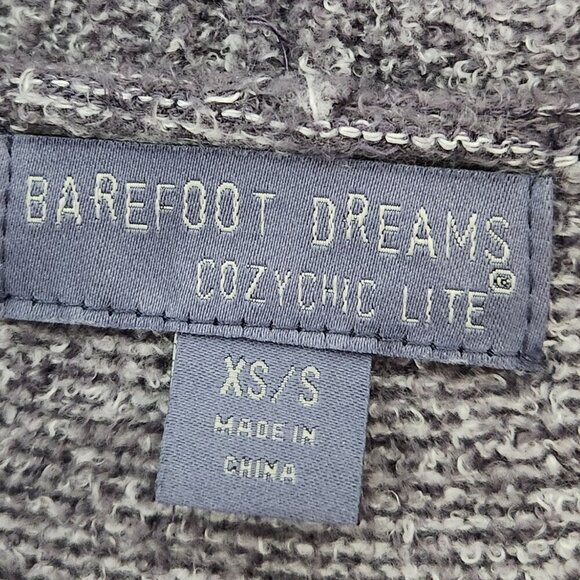 BAREFOOT DREAMS
COZYCHIC LITE®
XS/S
MADE IN
CHINA